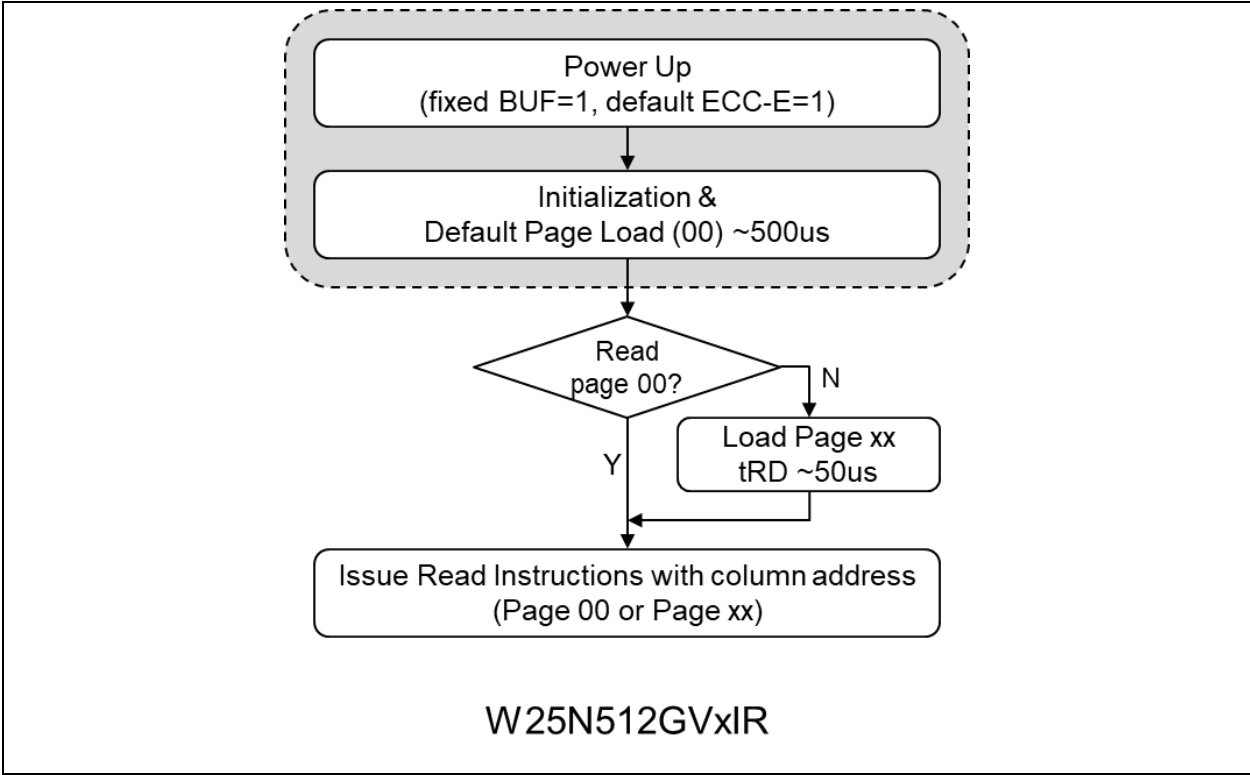 Power Up
(fixed BUF=1, default ECC-E=1)
Initialization &
Default Page Load (00) ~500us
Read
page 00?
N
Load Page xx
tRD ~50us
Y
Issue Read Instructions with column address
(Page 00 or Page xx)
W25N512GVxIR